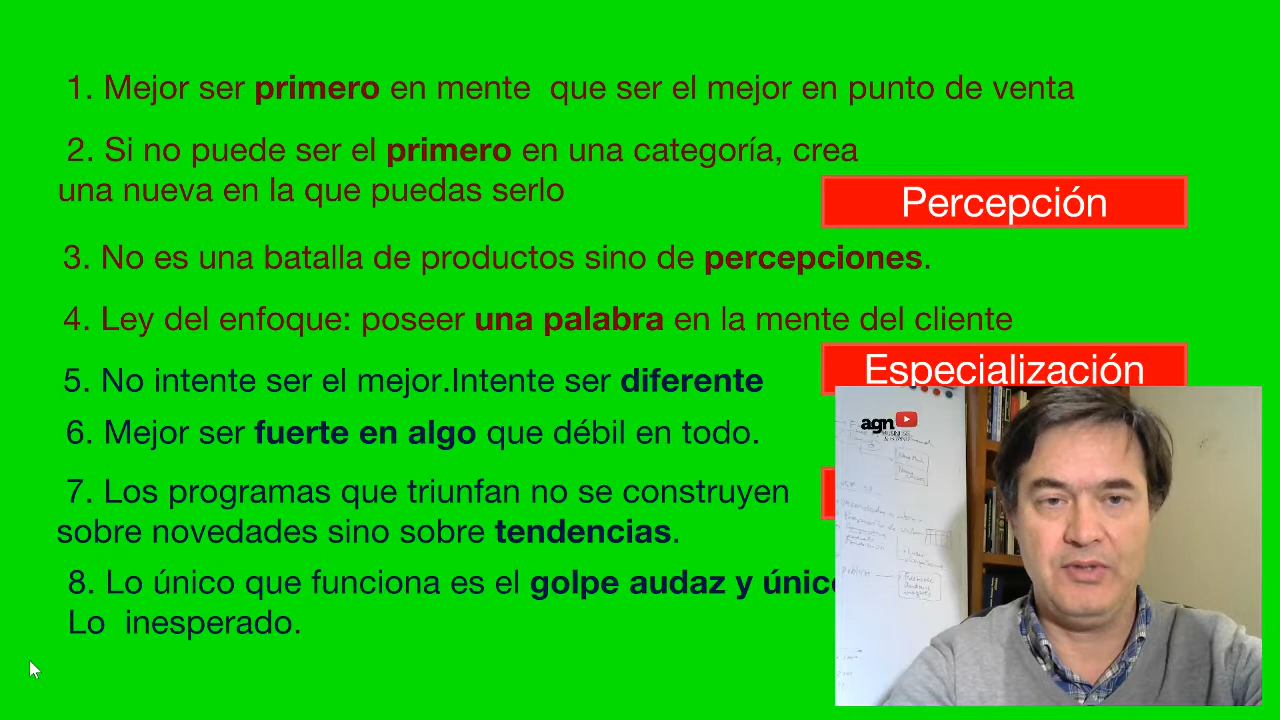 1. Mejor ser primero en mente que ser el mejor en punto de venta
2. Si no puede ser el primero en una categoría, crea
una nueva en la que puedas serlo
Percepción
3. No es una batalla de productos sino de percepciones.
4. Ley del enfoque: poseer una palabra en la mente del cliente
Especialización
5. No intente ser el mejor.Intente ser diferente
6. Mejor ser fuerte en algo que débil en todo.
7. Los programas que triunfan no se construyen
sobre novedades sino sobre tendencias.
8. Lo único que funciona es el golpe audaz y únic
Lo inesperado.
agn